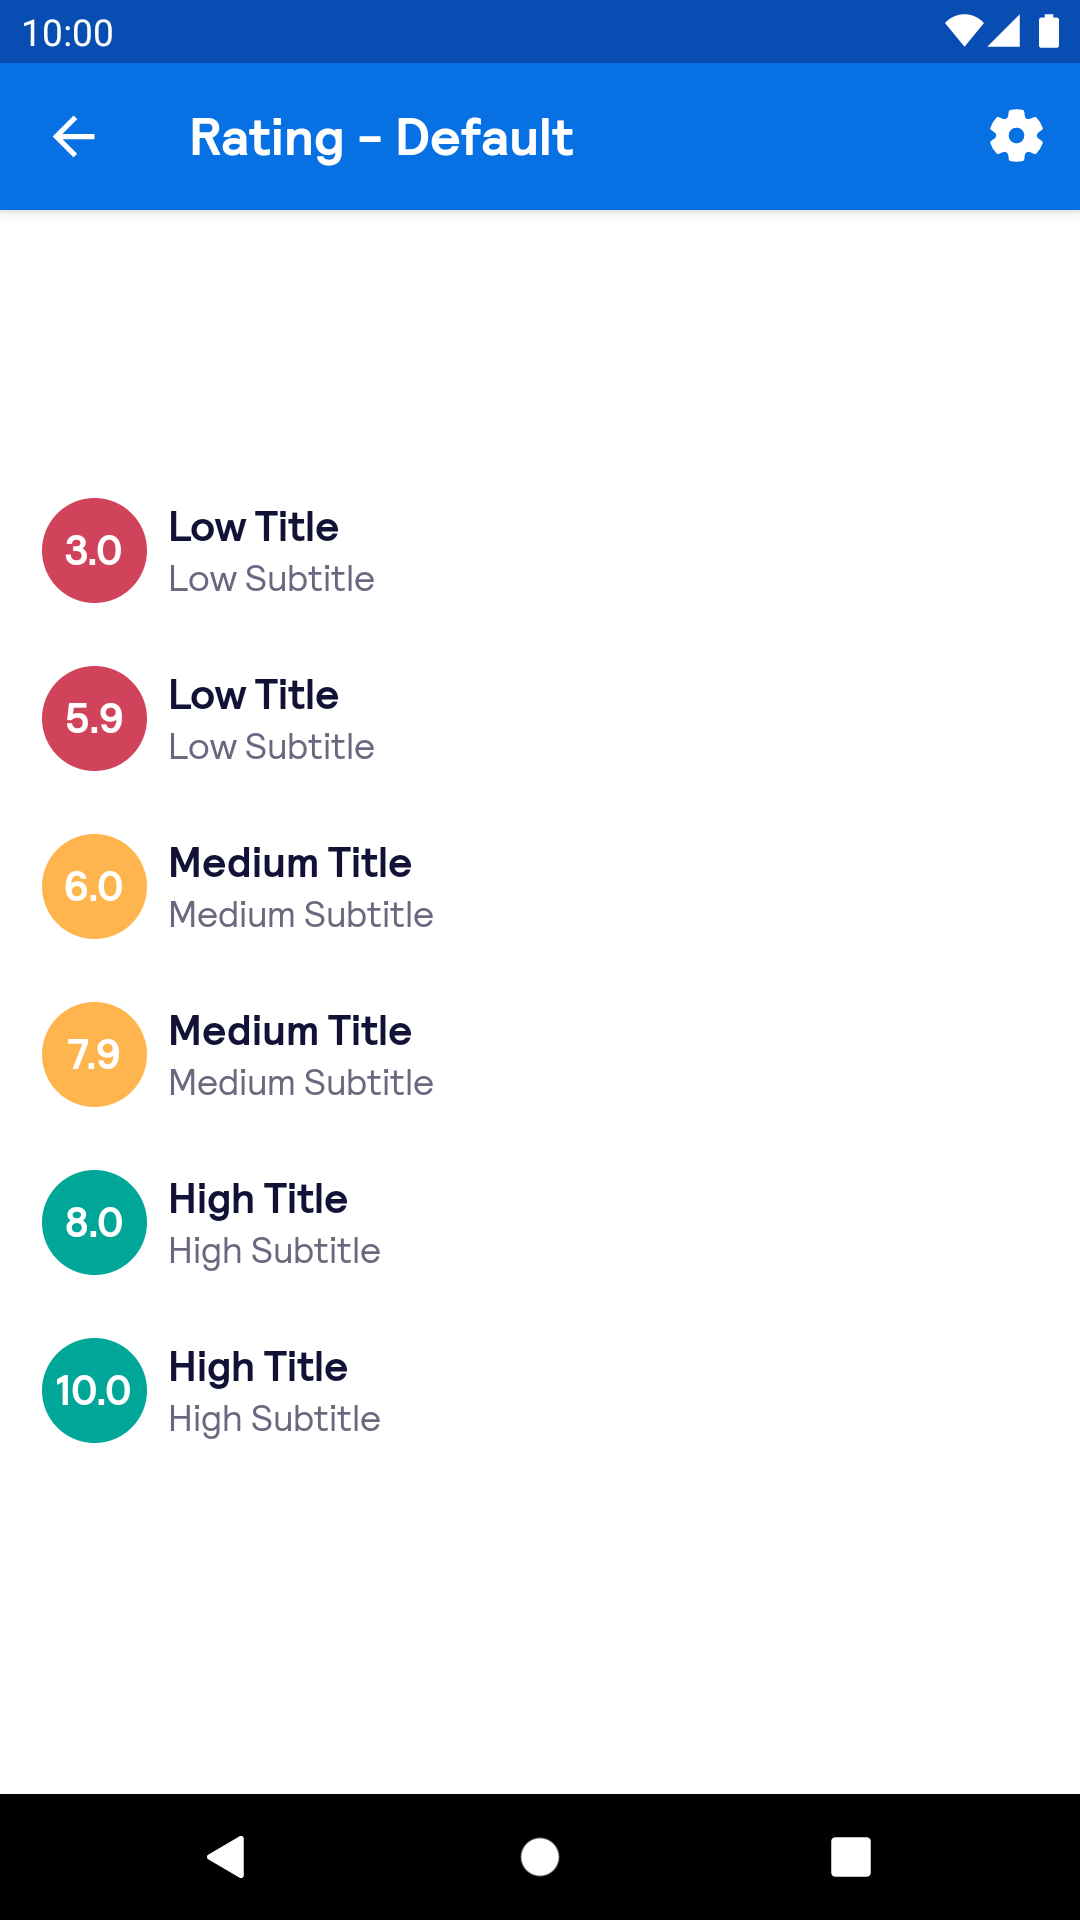 10:00
Rating - Default
3.0 Low Title
Low Subtitle
5.9 Low Title
Low Subtitle
6.0 Medium Title
Medium Subtitle
7.9 Medium Title
Medium Subtitle
8.0 High Title
High Subtitle
10.0 High Title
High Subtitle